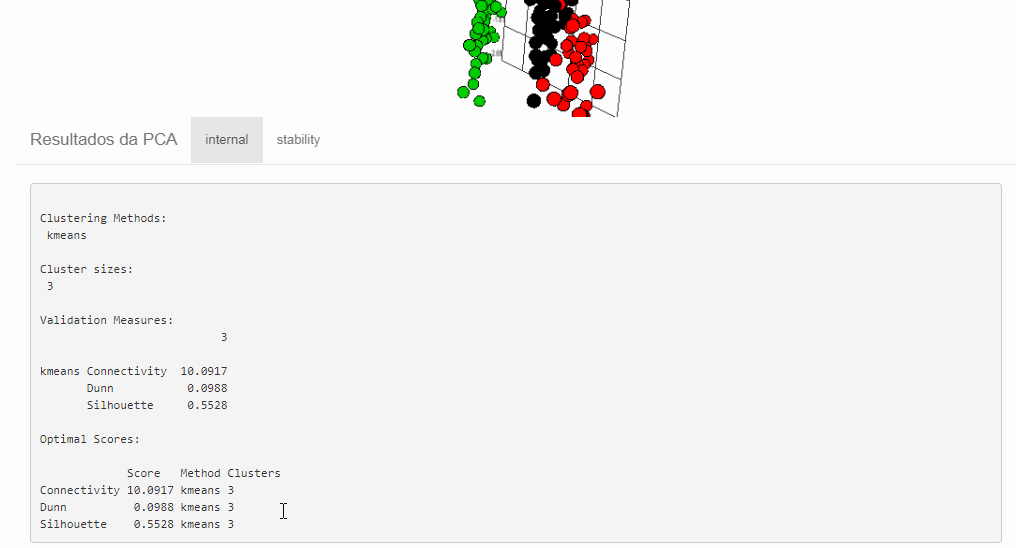 Resultados da PCA internal stability
Clustering Methods:
kmeans
Cluster sizes:
3
Validation Measures:
3
kmeans Connectivity 10.0917
Dunn 0.0988
Silhouette 0.5528
Optimal Scores:
Score Method Clusters
Connectivity 10.0917 kmeans 3
Dunn 0.0988 kmeans 3
Silhouette 0.5528 kmeans 3